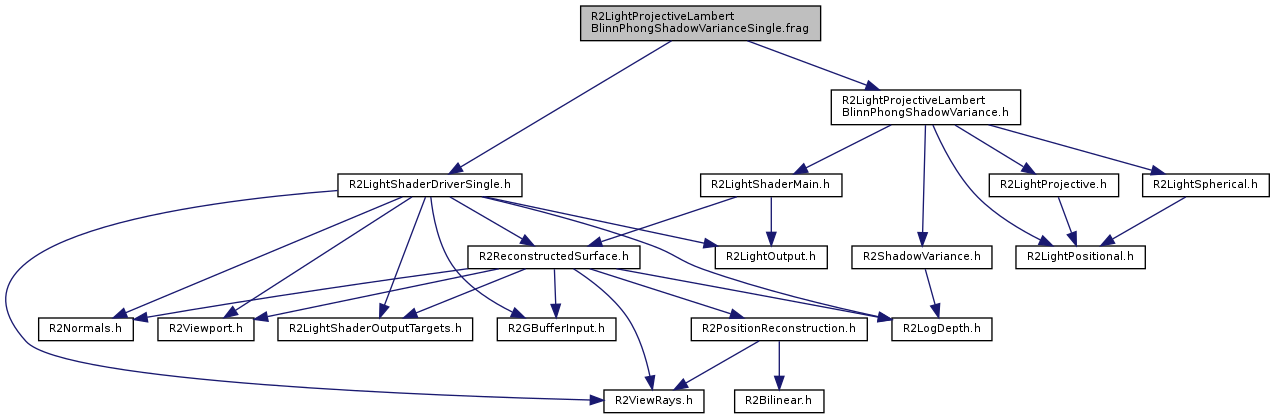 R2LightProjectiveLambert
BlinnPhongShadowVarianceSingle.frag
R2LightProjectiveLambert
BlinnPhongShadowVariance.h
R2LightShaderDriverSingle.h
R2LightShaderMain.h
R2LightProjective.h
R2LightSpherical.h
R2ReconstructedSurface.h
R2LightOutput.h
R2ShadowVariance.h
R2LightPositional.h
R2Normals.h
R2Viewport.h
R2LightShaderOutputTargets.h
R2GBufferInput.h
R2PositionReconstruction.h
R2LogDepth.h
R2ViewRays.h
R2Bilinear.h